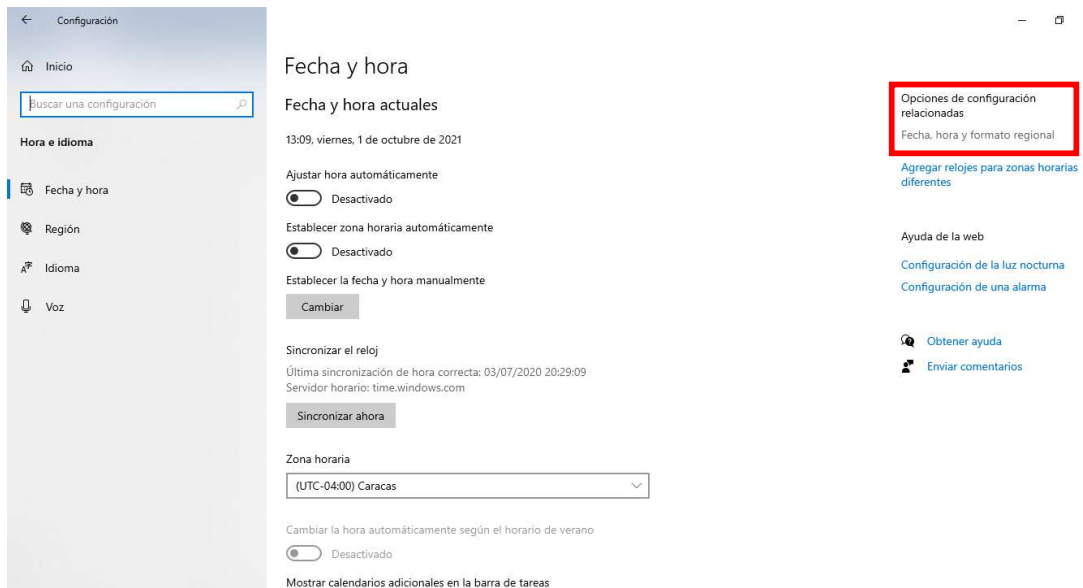 Configuración
Inicio
Buscar una configuración
Hora e idioma
Fecha y hora
Región
Idioma
Voz
Fecha y hora
Fecha y hora actuales
13:09, viernes, 1 de octubre de 2021
Ajustar hora automáticamente
Desactivado
Establecer zona horaria automáticamente
Desactivado
Establecer la fecha y hora manualmente
Cambiar
Sincronizar el reloj
Última sincronización de hora correcta: 03/07/2020 20:29:09
Servidor horario: time.windows.com
Sincronizar ahora
Zona horaria
(UTC-04:00) Caracas
Cambiar la hora automáticamente según el horario de verano
Desactivado
Mostrar calendarios adicionales en la barra de tareas
Opciones de configuración
relacionadas
Fecha, hora y formato regional
Agregar relojes para zonas horarias
diferentes
Ayuda de la web
Configuración de la luz nocturna
Configuración de una alarma
Obtener ayuda
Enviar comentarios